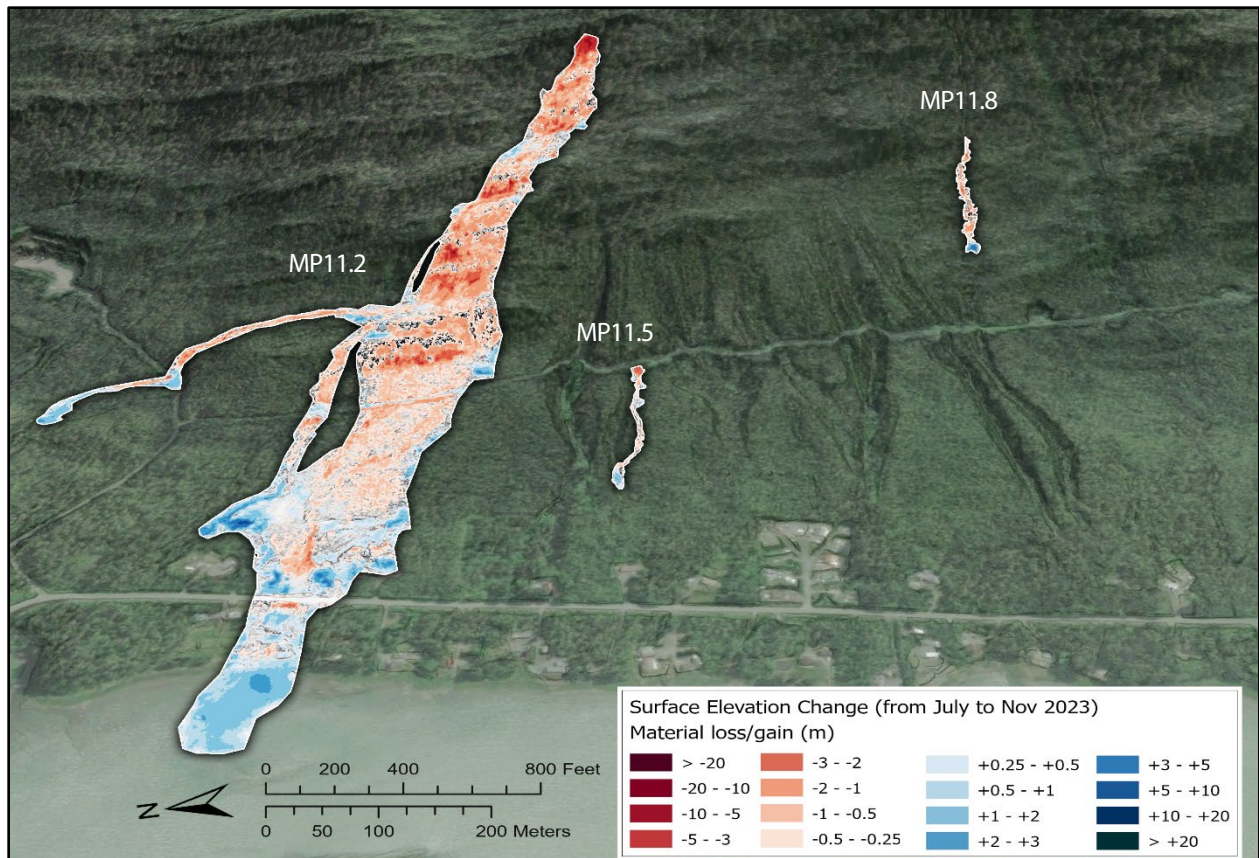 MP11.8
MP11.2
MP11.5
Surface Elevation Change (from July to Nov 2023)
Material loss/gain (m)
> -20
-20 - -10
-10 - -5
-5 - -3
-3 - -2
-2 - -1
-1 - -0.5
-0.5 - -0.25
+0.25 - +0.5
+0.5 - +1
+1 - +2
+2 - +3
+3 - +5
+5 - +10
+10 - +20
> +20
0 200 400 800 Feet
N
0 50 100 200 Meters